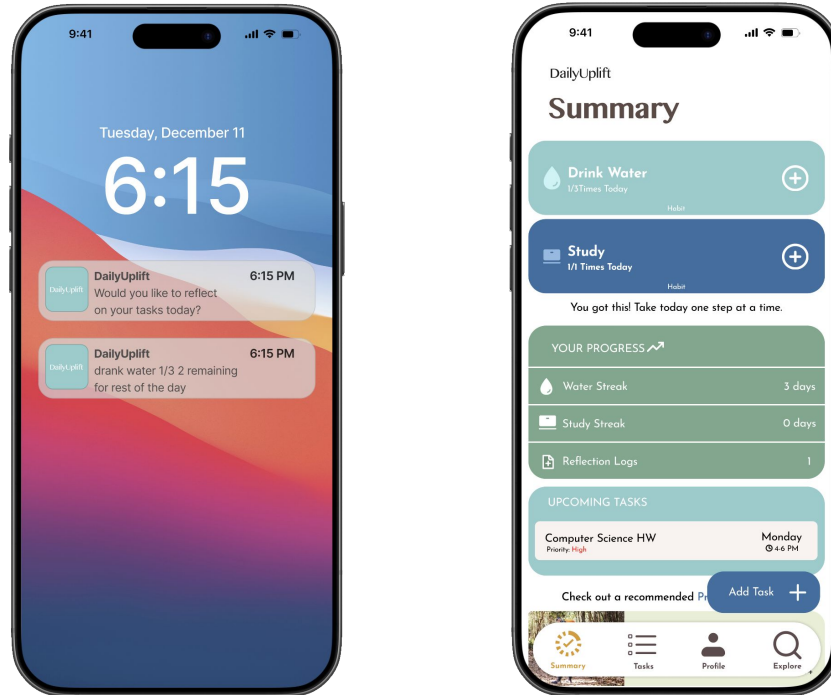 9:41
Tuesday, December 11
6:15
DailyUplift
DailyUplift 6:15 PM
Would you like to reflect
on your tasks today?
DailyUplift
DailyUplift 6:15 PM
drank water 1/3 2 remaining
for rest of the day
9:41
DailyUplift
Summary
Drink Water
1/3Times Today
Habit
Study
1/1 Times Today
Habit
You got this! Take today one step at a time.
YOUR PROGRESS
Water Streak 3 days
Study Streak 0 days
Reflection Logs 1
UPCOMING TASKS
Computer Science HW Monday
Priority: High 4-6 PM
Check out a recommended
Add Task
Summary Tasks Profile Explore